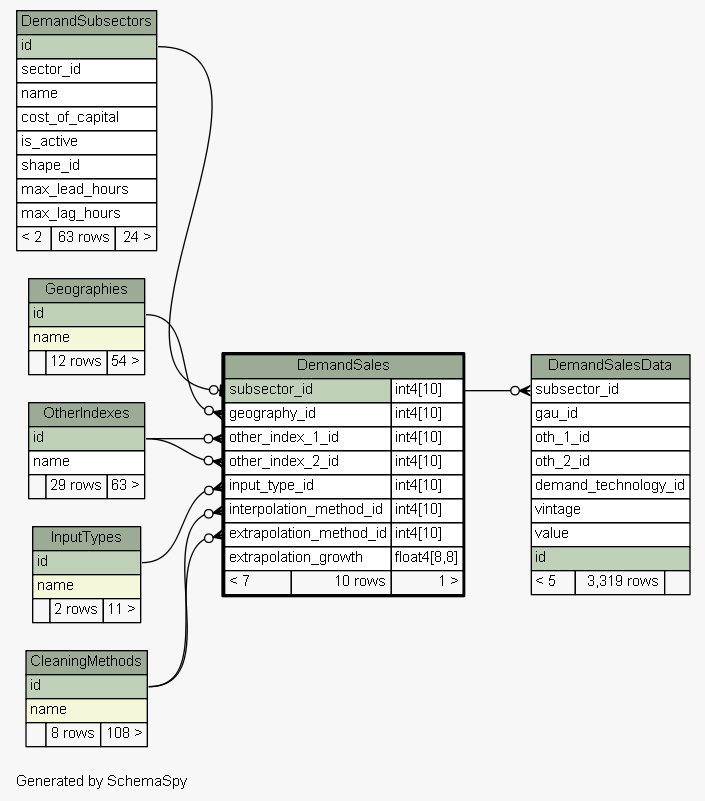 DemandSubsectors
id
sector_id
name
cost_of_capital
is_active
shape_id
max_lead_hours
max_lag_hours
< 2 63 rows 24 >
Geographies
id
name
12 rows 54 >
OtherIndexes
id
name
29 rows 63 >
InputTypes
id
name
2 rows 11 >
CleaningMethods
id
name
8 rows 108 >
DemandSales
subsector_id int4[10]
geography_id int4[10]
other_index_1_id int4[10]
other_index_2_id int4[10]
input_type_id int4[10]
interpolation_method_id int4[10]
extrapolation_method_id int4[10]
extrapolation_growth float4[8,8]
< 7 10 rows 1 >
DemandSalesData
subsector_id
gau_id
oth_1_id
oth_2_id
demand_technology_id
vintage
value
id
< 5 3,319 rows
Generated by SchemaSpy